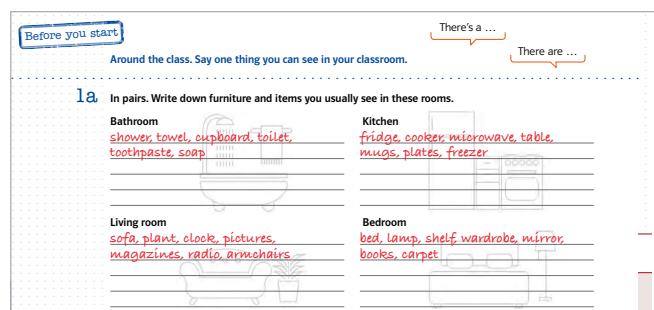 Before you start
There's a ...
There are ...
Around the class. Say one thing you can see in your classroom.
1a In pairs. Write down furniture and items you usually see in these rooms.
Bathroom
shower, towel, cupboard, toilet,
toothpaste, soap
Kitchen
fridge, cooker, microwave, table,
mugs, plates, freezer
Living room
sofa, plant, clock, pictures,
magazines, radio, armchairs
Bedroom
bed, lamp, shelf, wardrobe, mirror,
books, carpet